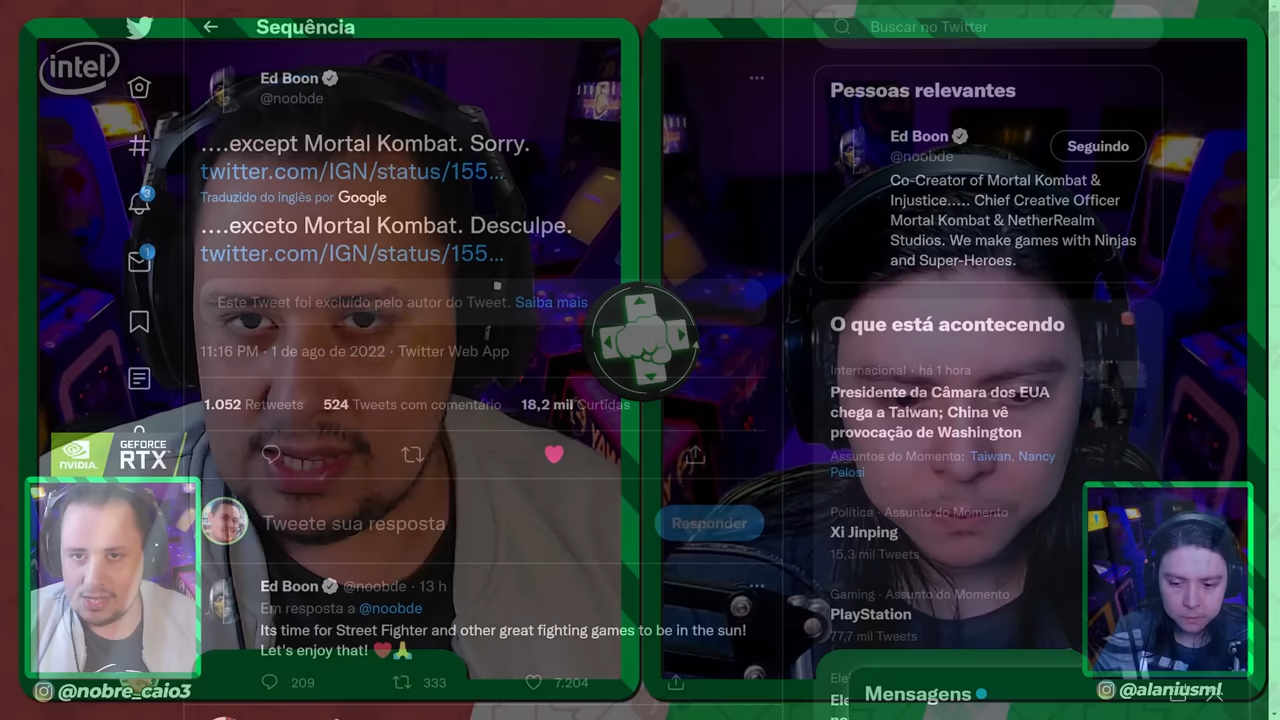 Sequência
Buscar no Twitter
intel
Ed Boon
@noobde
....except Mortal Kombat. Sorry.
twitter.com/IGN/status/155...
Traduzido do inglês por Google
....exceto Mortal Kombat. Desculpe.
twitter.com/IGN/status/155...
Este Tweet foi excluído pelo autor do Tweet. Saiba mais
11:16 PM · 1 de ago de 2022 · Twitter Web App
1.052 Retweets 524 Tweets com comentário 18,2 mil Curtidas
3
1
NVIDIA.
GEFORCE
RTX
Tweete sua resposta
Responder
Ed Boon @noobde · 13 h
Em resposta a @noobde
Its time for Street Fighter and other great fighting games to be in the sun!
Let's enjoy that! ❤️🙏
209 333 7.204
Pessoas relevantes
Ed Boon
@noobde
Seguindo
Co-Creator of Mortal Kombat &
Injustice..... Chief Creative Officer
Mortal Kombat & NetherRealm
Studios. We make games with Ninjas
and Super-Heroes.
O que está acontecendo
Internacional · há 1 hora
Presidente da Câmara dos EUA
chega a Taiwan; China vê
provocação de Washington
Assuntos do Momento: Taiwan, Nancy
Pelosi
Política · Assunto do Momento
Xi Jinping
15,3 mil Tweets
Gaming · Assunto do Momento
PlayStation
77,7 mil Tweets
Mensagens
@nobre_caio3
@alaniusml